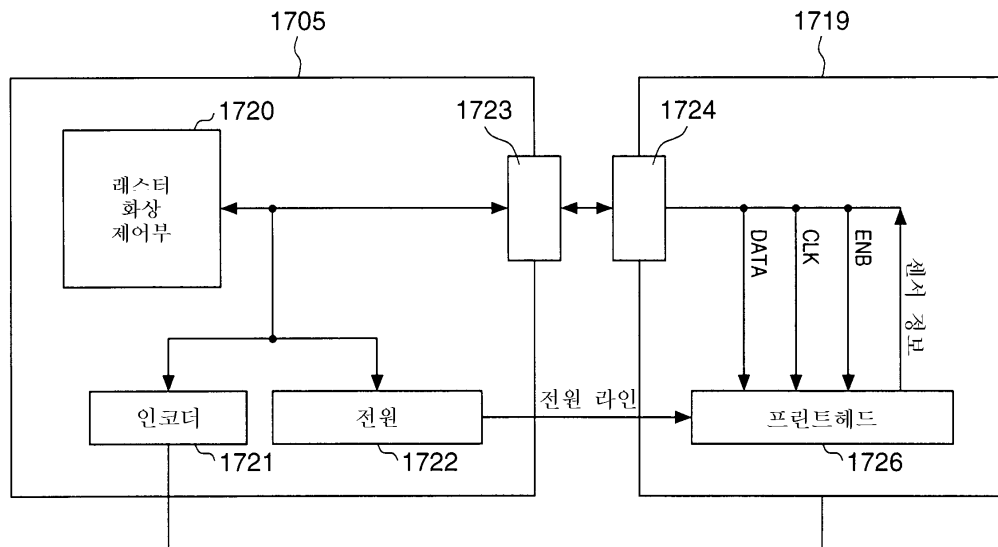 1705
1719
1720
1723
1724
래스터
화상
제어부
DATA
CLK
ENB
센서 정보
인코더
전원
전원 라인
프린트헤드
1721
1722
1726